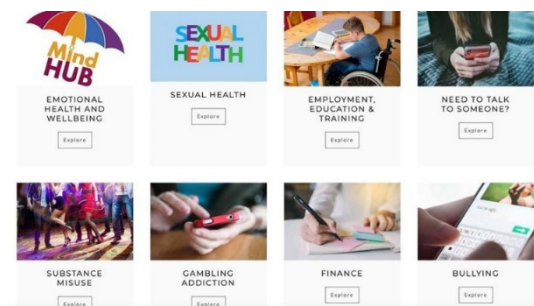 Mind
HUB
EMOTIONAL
HEALTH AND
WELLBEING
Explore
SEXUAL
HEALTH
SEXUAL HEALTH
Explore
EMPLOYMENT,
EDUCATION &
TRAINING
Explore
NEED TO TALK
TO SOMEONE?
Explore
SUBSTANCE
MISUSE
Explore
GAMBLING
ADDICTION
Explore
FINANCE
Explore
BULLYING
Explore